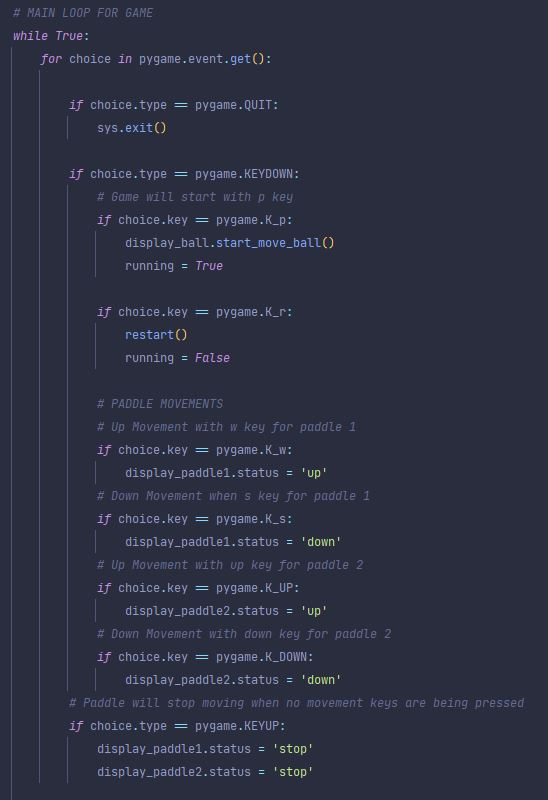 # MAIN LOOP FOR GAME
while True:
    for choice in pygame.event.get():

        if choice.type == pygame.QUIT:
            sys.exit()

        if choice.type == pygame.KEYDOWN:
            # Game will start with p key
            if choice.key == pygame.K_p:
                display_ball.start_move_ball()
                running = True

            if choice.key == pygame.K_r:
                restart()
                running = False

            # PADDLE MOVEMENTS
            # Up Movement with w key for paddle 1
            if choice.key == pygame.K_w:
                display_paddle1.status = 'up'
            # Down Movement when s key for paddle 1
            if choice.key == pygame.K_s:
                display_paddle1.status = 'down'
            # Up Movement with up key for paddle 2
            if choice.key == pygame.K_UP:
                display_paddle2.status = 'up'
            # Down Movement with down key for paddle 2
            if choice.key == pygame.K_DOWN:
                display_paddle2.status = 'down'
        # Paddle will stop moving when no movement keys are being pressed
        if choice.type == pygame.KEYUP:
            display_paddle1.status = 'stop'
            display_paddle2.status = 'stop'